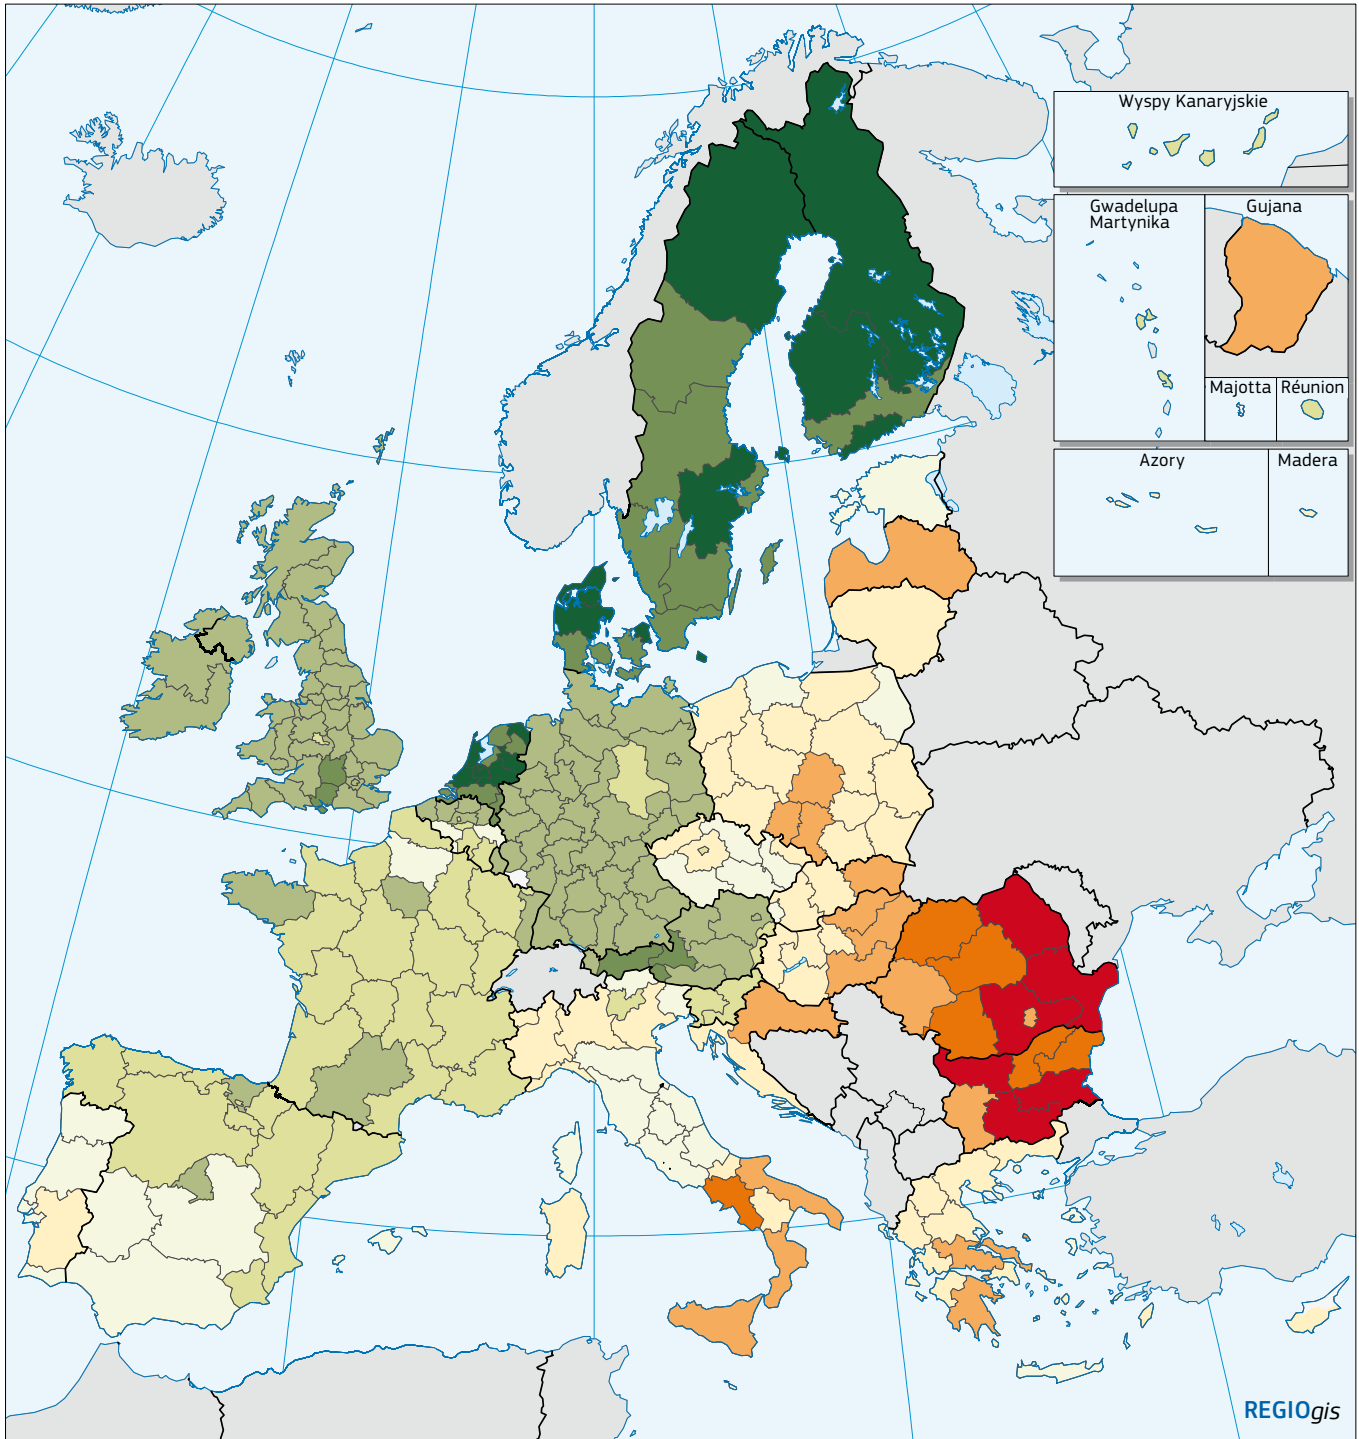 Wyspy Kanaryjskie
Gwadelupa
Martynika
Gujana
Majotta
Réunion
Azory
Madera
REGIOgis